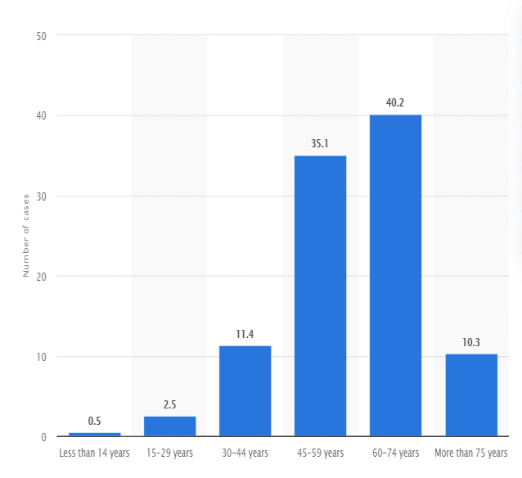 50
40
30
20
10
0
Number of cases
0.5
2.5
11.4
35.1
40.2
10.3
Less than 14 years
15-29 years
30-44 years
45-59 years
60-74 years
More than 75 years